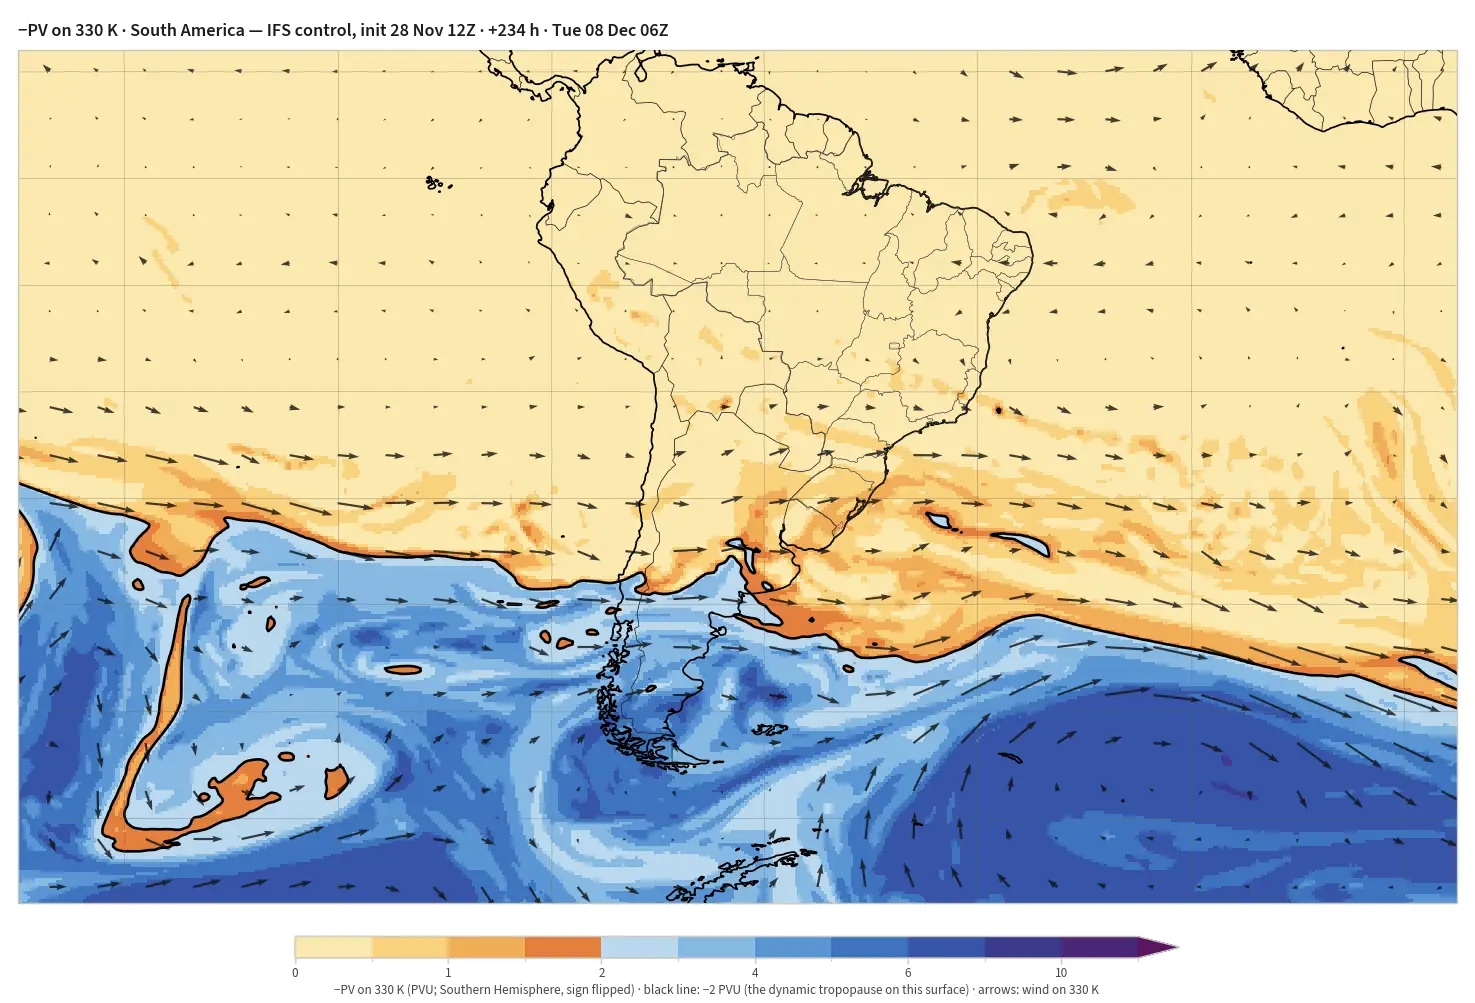 −PV on 330 K · South America — IFS control, init 28 Nov 12Z · +234 h · Tue 08 Dec 06Z
0 1 2 4 6 10
−PV on 330 K (PVU; Southern Hemisphere, sign flipped) · black line: −2 PVU (the dynamic tropopause on this surface) · arrows: wind on 330 K